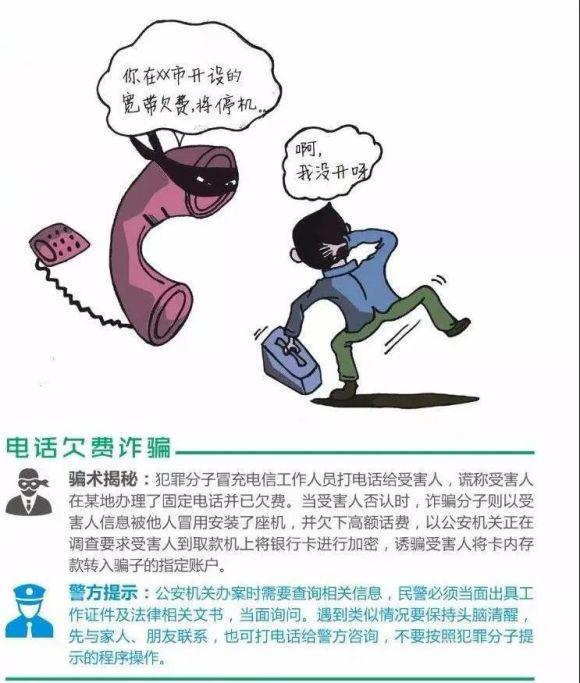 你在XX市开设的
宽带欠费,将停机...
啊,
我没开呀
电话欠费诈骗
骗术揭秘：犯罪分子冒充电信工作人员打电话给受害人，谎称受害人
在某地办理了固定电话并已欠费。当受害人否认时，诈骗分子则以受
害人信息被他人冒用安装了座机，并欠下高额话费，以公安机关正在
调查要求受害人到取款机上将银行卡进行加密，诱骗受害人将卡内存
款转入骗子的指定账户。
警方提示：公安机关办案时需要查询相关信息，民警必须当面出具工
作证件及法律相关文书，当面询问。遇到类似情况要保持头脑清醒，
先与家人、朋友联系，也可打电话给警方咨询，不要按照犯罪分子提
示的程序操作。